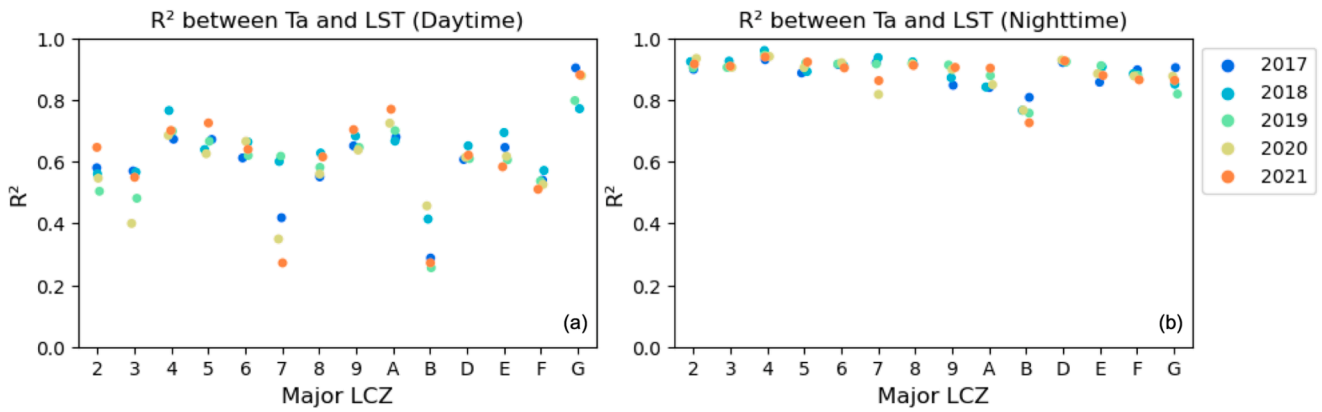 R² between Ta and LST (Daytime)
R²
1.0
0.8
0.6
0.4
0.2
0.0
2 3 4 5 6 7 8 9 A B D E F G
Major LCZ
(a)
R² between Ta and LST (Nighttime)
R²
1.0
0.8
0.6
0.4
0.2
0.0
2 3 4 5 6 7 8 9 A B D E F G
Major LCZ
(b)
2017
2018
2019
2020
2021